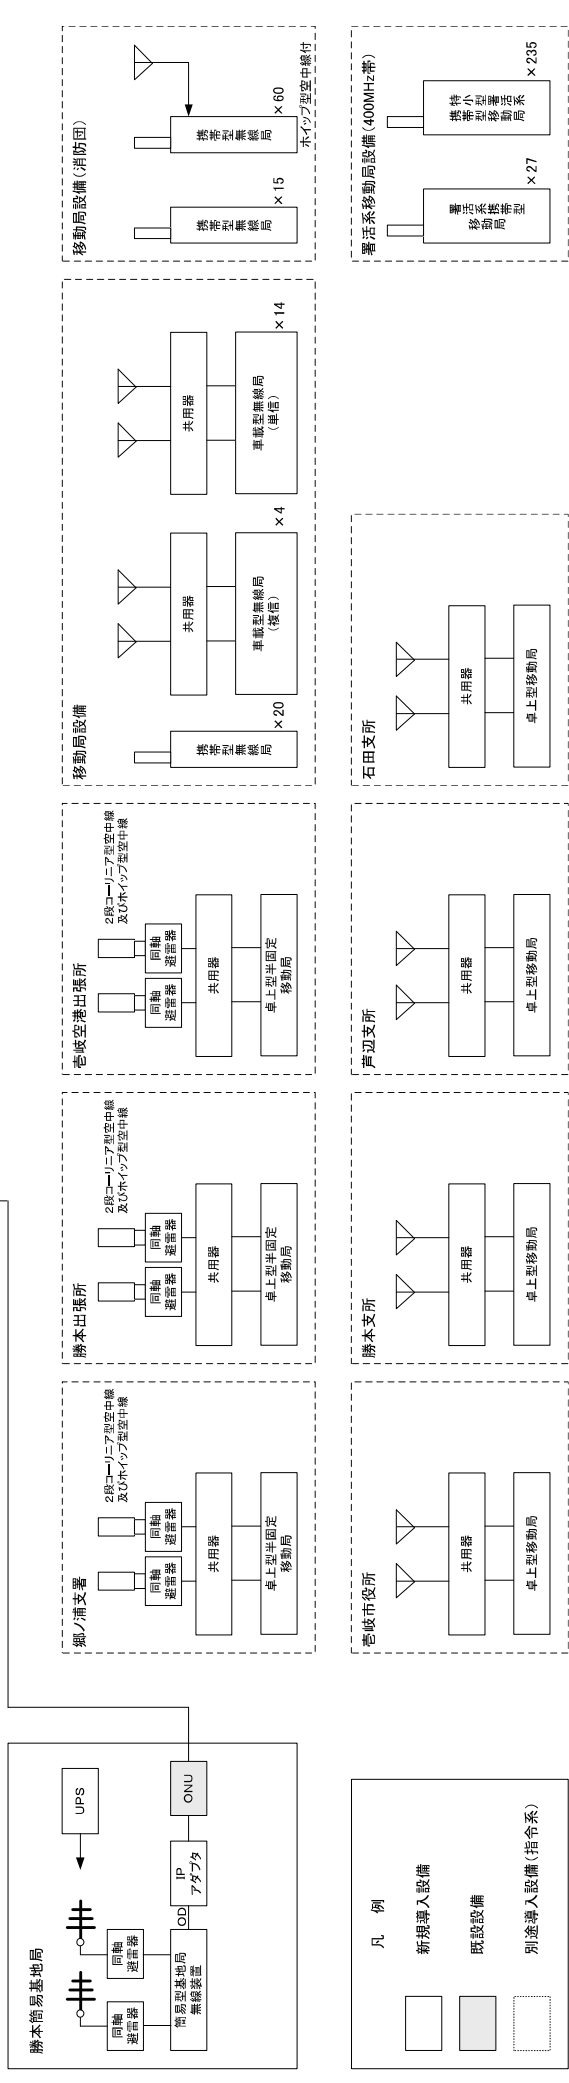 勝本簡易基地局
UPS
同軸
避雷器
同軸
避雷器
簡易型基地局
無線装置
OD
IP
アダプタ
ONU
郷ノ浦支署
2段コーリニア型空中線
及びホイップ型空中線
同軸
避雷器
同軸
避雷器
共用器
卓上型半固定
移動局
勝本出張所
2段コーリニア型空中線
及びホイップ型空中線
同軸
避雷器
同軸
避雷器
共用器
卓上型半固定
移動局
壱岐空港出張所
2段コーリニア型空中線
及びホイップ型空中線
同軸
避雷器
同軸
避雷器
共用器
卓上型半固定
移動局
移動局設備
携帯型無線
局
×20
共用器
車載型無線局
(複信)
×4
共用器
車載型無線局
(単信)
×14
移動局設備(消防団)
携帯型無線
局
×15
携帯型無線
局
×60
ホイップ型空中線付
凡 例
新規導入設備
既設設備
別途導入設備(指令系)
壱岐市役所
共用器
卓上型移動局
勝本支所
共用器
卓上型移動局
芦辺支所
共用器
卓上型移動局
石田支所
共用器
卓上型移動局
署活系移動局設備(400MHz帯)
署活系携帯型
移動局
×27
特小型署活系
携帯型移動局
×235